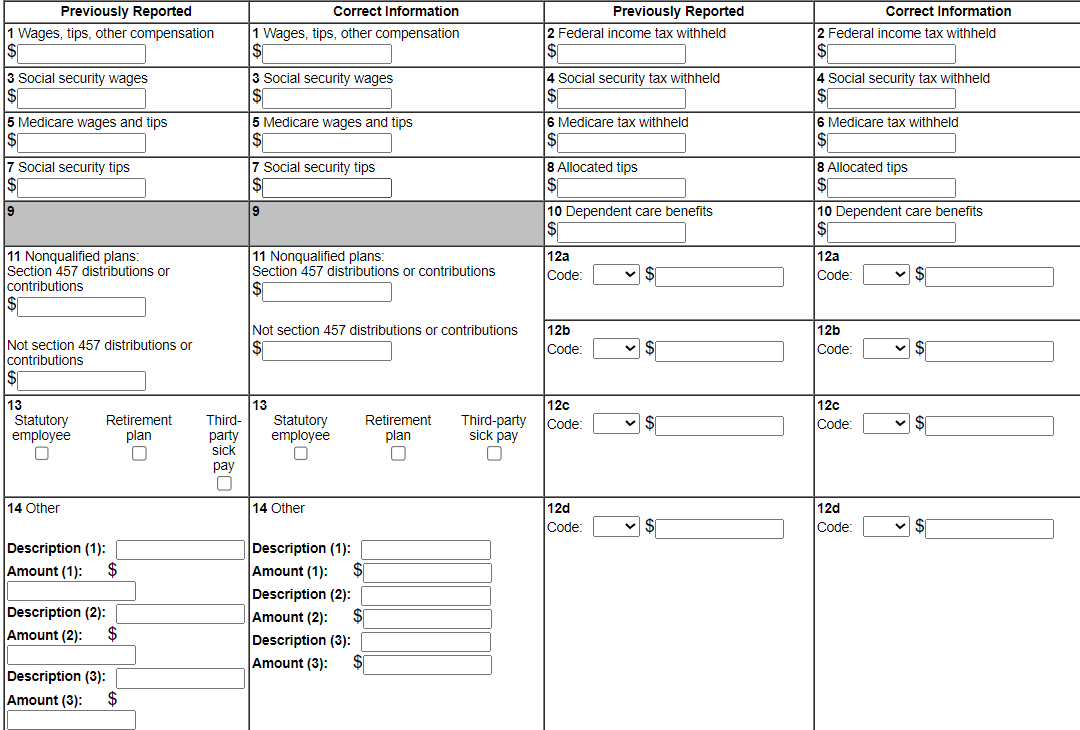 Previously Reported Correct Information Previously Reported Correct Information
1 Wages, tips, other compensation 1 Wages, tips, other compensation 2 Federal income tax withheld 2 Federal income tax withheld
$ $ $ $
3 Social security wages 3 Social security wages 4 Social security tax withheld 4 Social security tax withheld
$ $ $ $
5 Medicare wages and tips 5 Medicare wages and tips 6 Medicare tax withheld 6 Medicare tax withheld
$ $ $ $
7 Social security tips 7 Social security tips 8 Allocated tips 8 Allocated tips
$ $ $ $
9 9 10 Dependent care benefits 10 Dependent care benefits
$ $
11 Nonqualified plans:
Section 457 distributions or
contributions
$
Not section 457 distributions or
contributions
$
11 Nonqualified plans:
Section 457 distributions or contributions
$
Not section 457 distributions or contributions
$
12a
Code: $
12a
Code: $
12b
Code: $
12b
Code: $
13
Statutory employee
Retirement plan
Third-party sick pay
13
Statutory employee
Retirement plan
Third-party sick pay
12c
Code: $
12c
Code: $
14 Other
Description (1):
Amount (1): $
Description (2):
Amount (2): $
Description (3):
Amount (3): $
14 Other
Description (1):
Amount (1): $
Description (2):
Amount (2): $
Description (3):
Amount (3): $
12d
Code: $
12d
Code: $